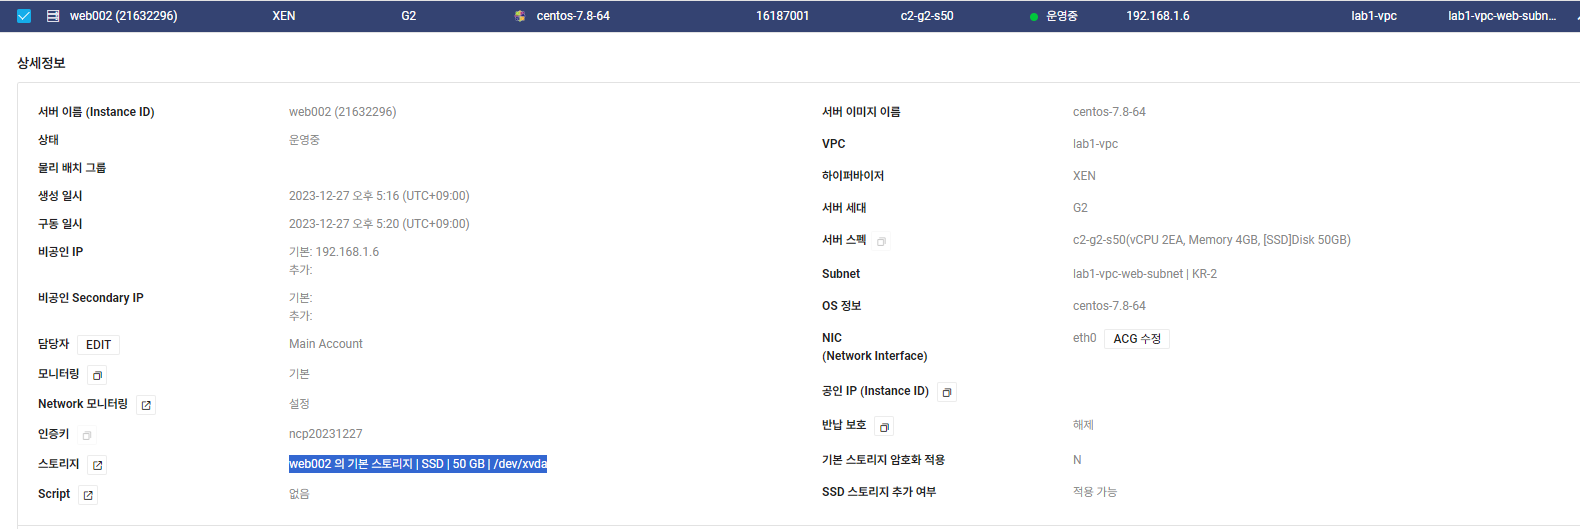 web002 (21632296) XEN G2 centos-7.8-64 16187001 c2-g2-s50 운영중 192.168.1.6 lab1-vpc lab1-vpc-web-subn...
상세정보
서버 이름 (Instance ID) web002 (21632296)
상태 운영중
물리 배치 그룹
생성 일시 2023-12-27 오후 5:16 (UTC+09:00)
구동 일시 2023-12-27 오후 5:20 (UTC+09:00)
비공인 IP 기본: 192.168.1.6
추가:
비공인 Secondary IP 기본:
추가:
담당자 EDIT Main Account
모니터링 기본
Network 모니터링 설정
인증키 ncp20231227
스토리지 web002 의 기본 스토리지 | SSD | 50 GB | /dev/xvda
Script 없음
서버 이미지 이름 centos-7.8-64
VPC lab1-vpc
하이퍼바이저 XEN
서버 세대 G2
서버 스펙 c2-g2-s50(vCPU 2EA, Memory 4GB, [SSD]Disk 50GB)
Subnet lab1-vpc-web-subnet | KR-2
OS 정보 centos-7.8-64
NIC eth0 ACG 수정
(Network Interface)
공인 IP (Instance ID)
반납 보호 해제
기본 스토리지 암호화 적용 N
SSD 스토리지 추가 여부 적용 가능